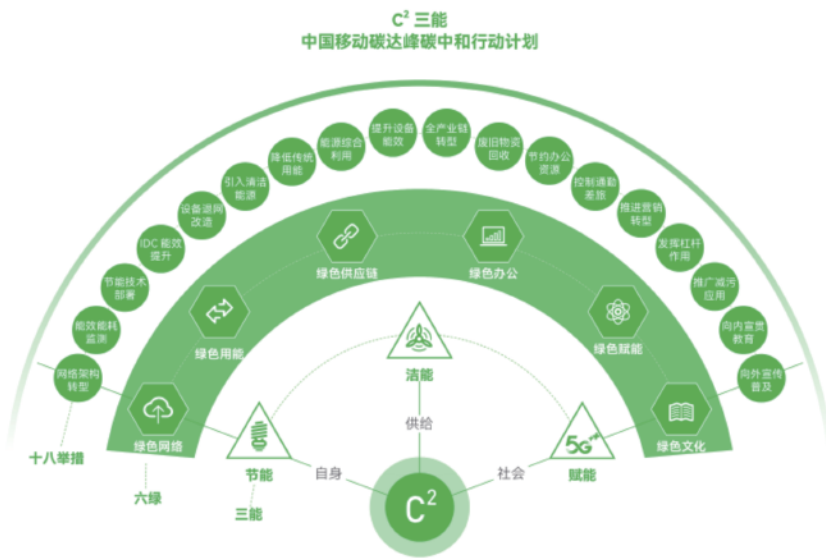 C² 三能
中国移动碳达峰碳中和行动计划
网络架构
转型
能效能耗
监测
节能技术
部署
IDC 能效
提升
设备退网
改造
引入清洁
能源
降低传统
用能
能源综合
利用
提升设备
能效
全产业链
转型
废旧物资
回收
节约办公
资源
控制通勤
差旅
推进营销
转型
发挥杠杆
作用
推广减污
应用
向内宣贯
教育
向外宣传
普及
绿色网络
绿色用能
绿色供应链
绿色办公
绿色赋能
绿色文化
节能
洁能
5G
赋能
自身
供给
社会
C²
十八举措
六绿
三能